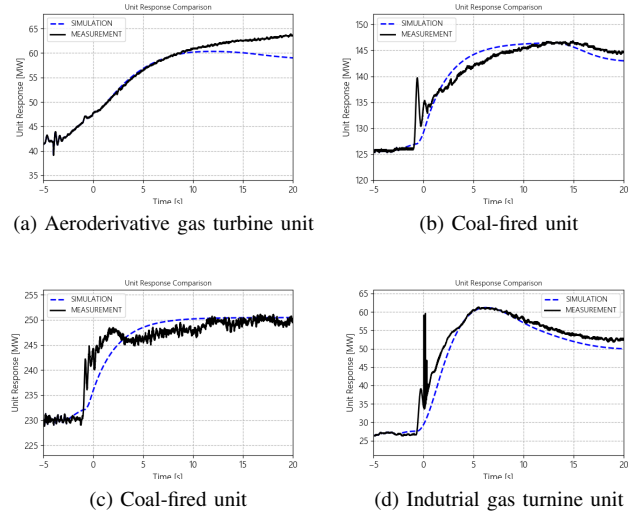 Unit Response Comparison
SIMULATION
MEASUREMENT
Unit Response [MW]
65
60
55
50
45
40
35
−5 0 5 10 15 20
Time [s]
(a) Aeroderivative gas turbine unit
Unit Response Comparison
SIMULATION
MEASUREMENT
Unit Response [MW]
150
145
140
135
130
125
120
−5 0 5 10 15 20
Time [s]
(b) Coal-fired unit
Unit Response Comparison
SIMULATION
MEASUREMENT
Unit Response [MW]
255
250
245
240
235
230
225
−5 0 5 10 15 20
Time [s]
(c) Coal-fired unit
Unit Response Comparison
SIMULATION
MEASUREMENT
Unit Response [MW]
65
60
55
50
45
40
35
30
25
−5 0 5 10 15 20
Time [s]
(d) Indutrial gas turnine unit